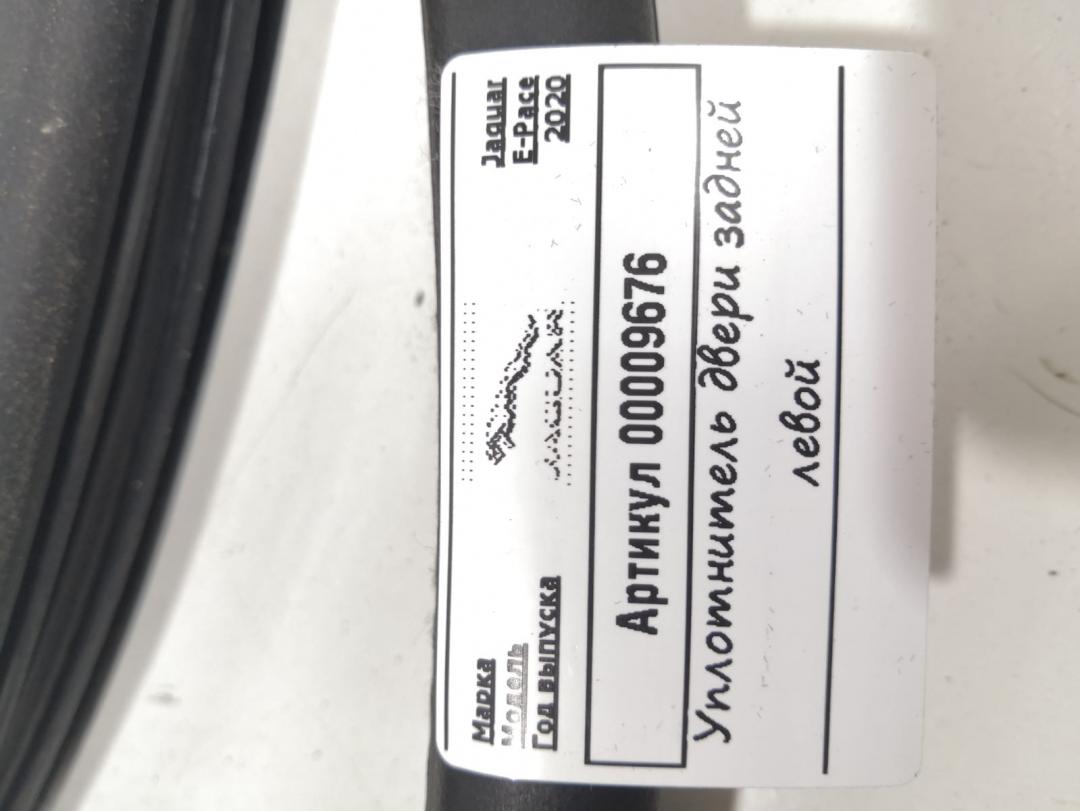 Марка Jaguar
Модель E-Pace
Год выпуска 2020
JAGUAR
Артикул 00009676
Уплотнитель двери задней
левой